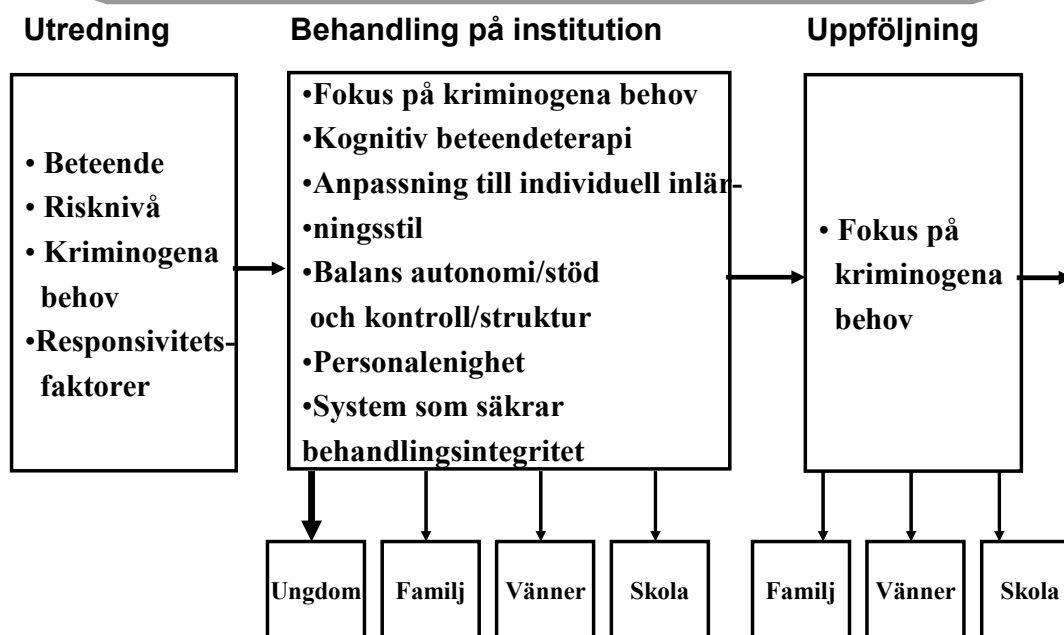 Utredning
Behandling på institution
Uppföljning
• Beteende
• Risknivå
• Kriminogena
behov
•Responsivitets-
faktorer
•Fokus på kriminogena behov
•Kognitiv beteendeterapi
•Anpassning till individuell inlär-
•ningsstil
•Balans autonomi/stöd
och kontroll/struktur
•Personalenighet
•System som säkrar
behandlingsintegritet
• Fokus på
kriminogena
behov
Ungdom
Familj
Vänner
Skola
Familj
Vänner
Skola